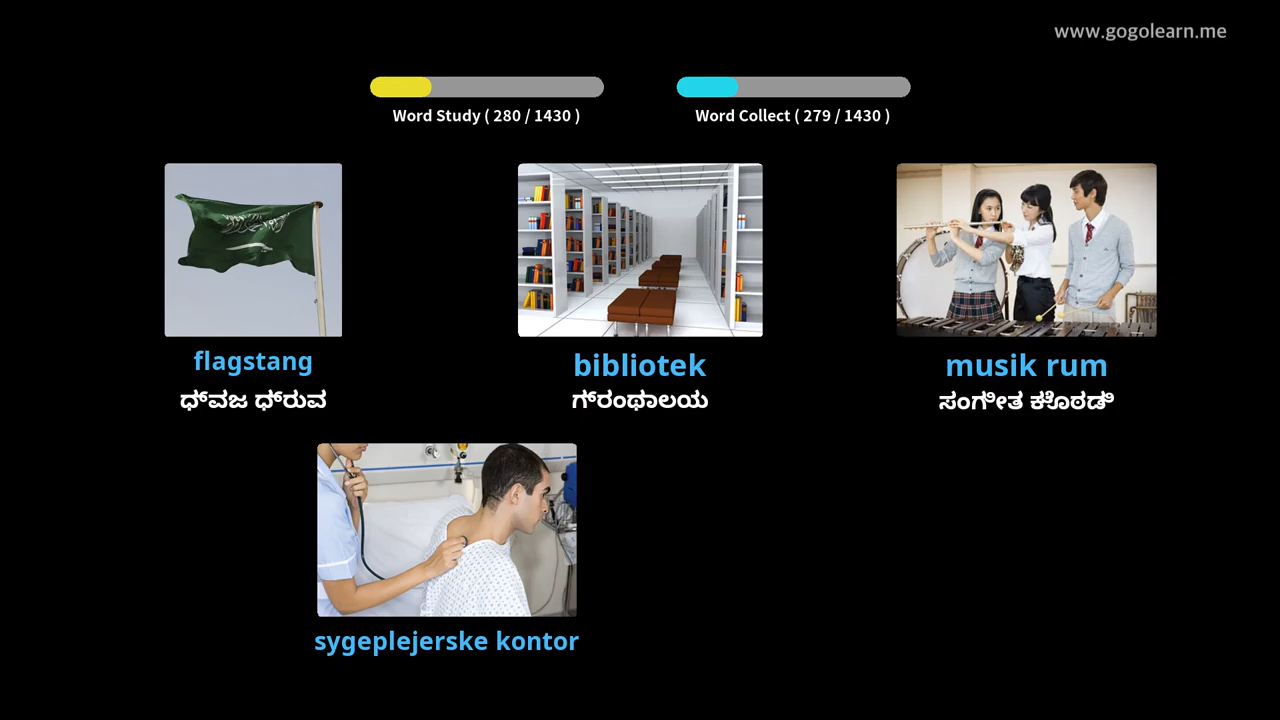 www.gogolearn.me
Word Study ( 280 / 1430 )
Word Collect ( 279 / 1430 )
flagstang
bibliotek
musik rum
ಧ್ವಜ ಧ್ರುವ
ಗ್ರಂಥಾಲಯ
ಸಂಗೀತ ಕೊಠಡಿ
sygeplejerske kontor